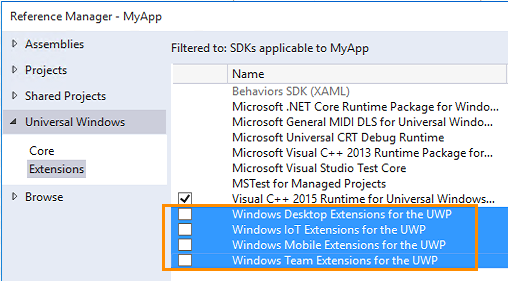 Reference Manager - MyApp
Assemblies
Projects
Shared Projects
Universal Windows
Core
Extensions
Browse
Filtered to: SDKs applicable to MyApp
Name
Behaviors SDK (XAML)
Microsoft .NET Core Runtime Package for Windo...
Microsoft General MIDI DLS for Universal Windo...
Microsoft Universal CRT Debug Runtime
Microsoft Visual C++ 2013 Runtime Package for...
Microsoft Visual Studio Test Core
MSTest for Managed Projects
Visual C++ 2015 Runtime for Universal Windows...
Windows Desktop Extensions for the UWP
Windows IoT Extensions for the UWP
Windows Mobile Extensions for the UWP
Windows Team Extensions for the UWP